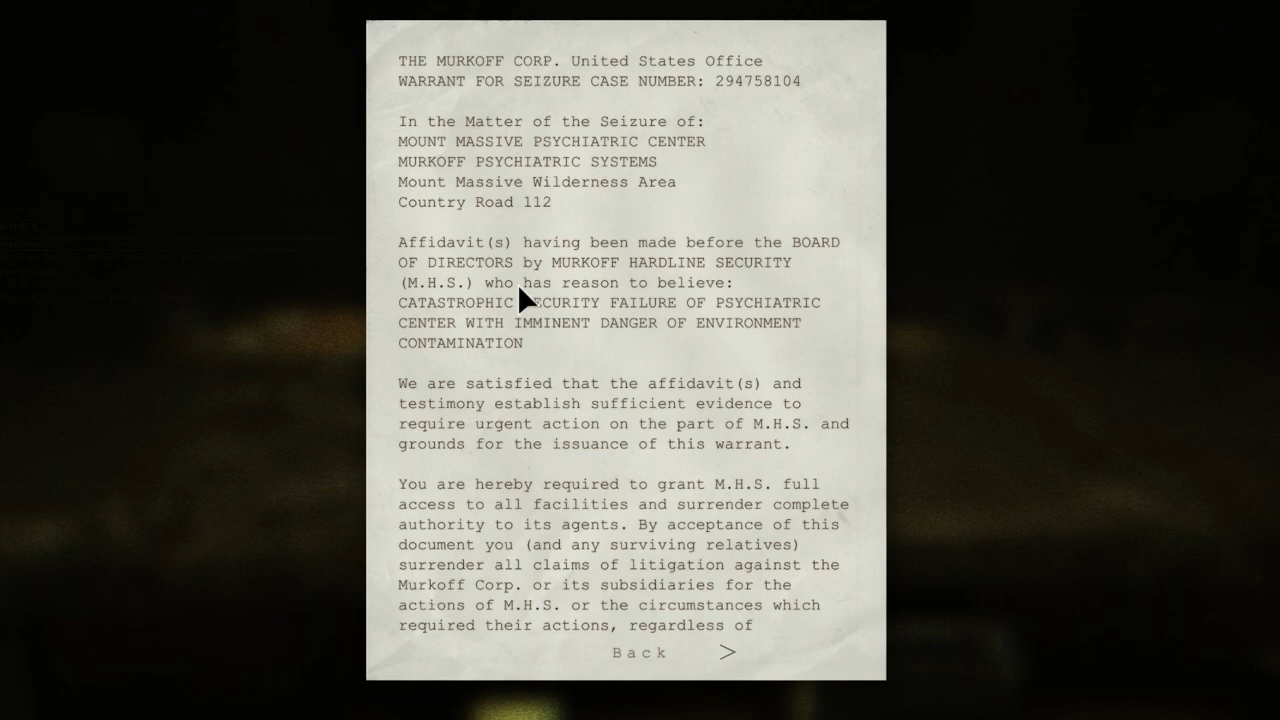 THE MURKOFF CORP. United States Office
WARRANT FOR SEIZURE CASE NUMBER: 294758104
In the Matter of the Seizure of:
MOUNT MASSIVE PSYCHIATRIC CENTER
MURKOFF PSYCHIATRIC SYSTEMS
Mount Massive Wilderness Area
Country Road 112
Affidavit(s) having been made before the BOARD
OF DIRECTORS by MURKOFF HARDLINE SECURITY
(M.H.S.) who has reason to believe:
CATASTROPHIC SECURITY FAILURE OF PSYCHIATRIC
CENTER WITH IMMINENT DANGER OF ENVIRONMENT
CONTAMINATION
We are satisfied that the affidavit(s) and
testimony establish sufficient evidence to
require urgent action on the part of M.H.S. and
grounds for the issuance of this warrant.
You are hereby required to grant M.H.S. full
access to all facilities and surrender complete
authority to its agents. By acceptance of this
document you (and any surviving relatives)
surrender all claims of litigation against the
Murkoff Corp. or its subsidiaries for the
actions of M.H.S. or the circumstances which
required their actions, regardless of
Back >